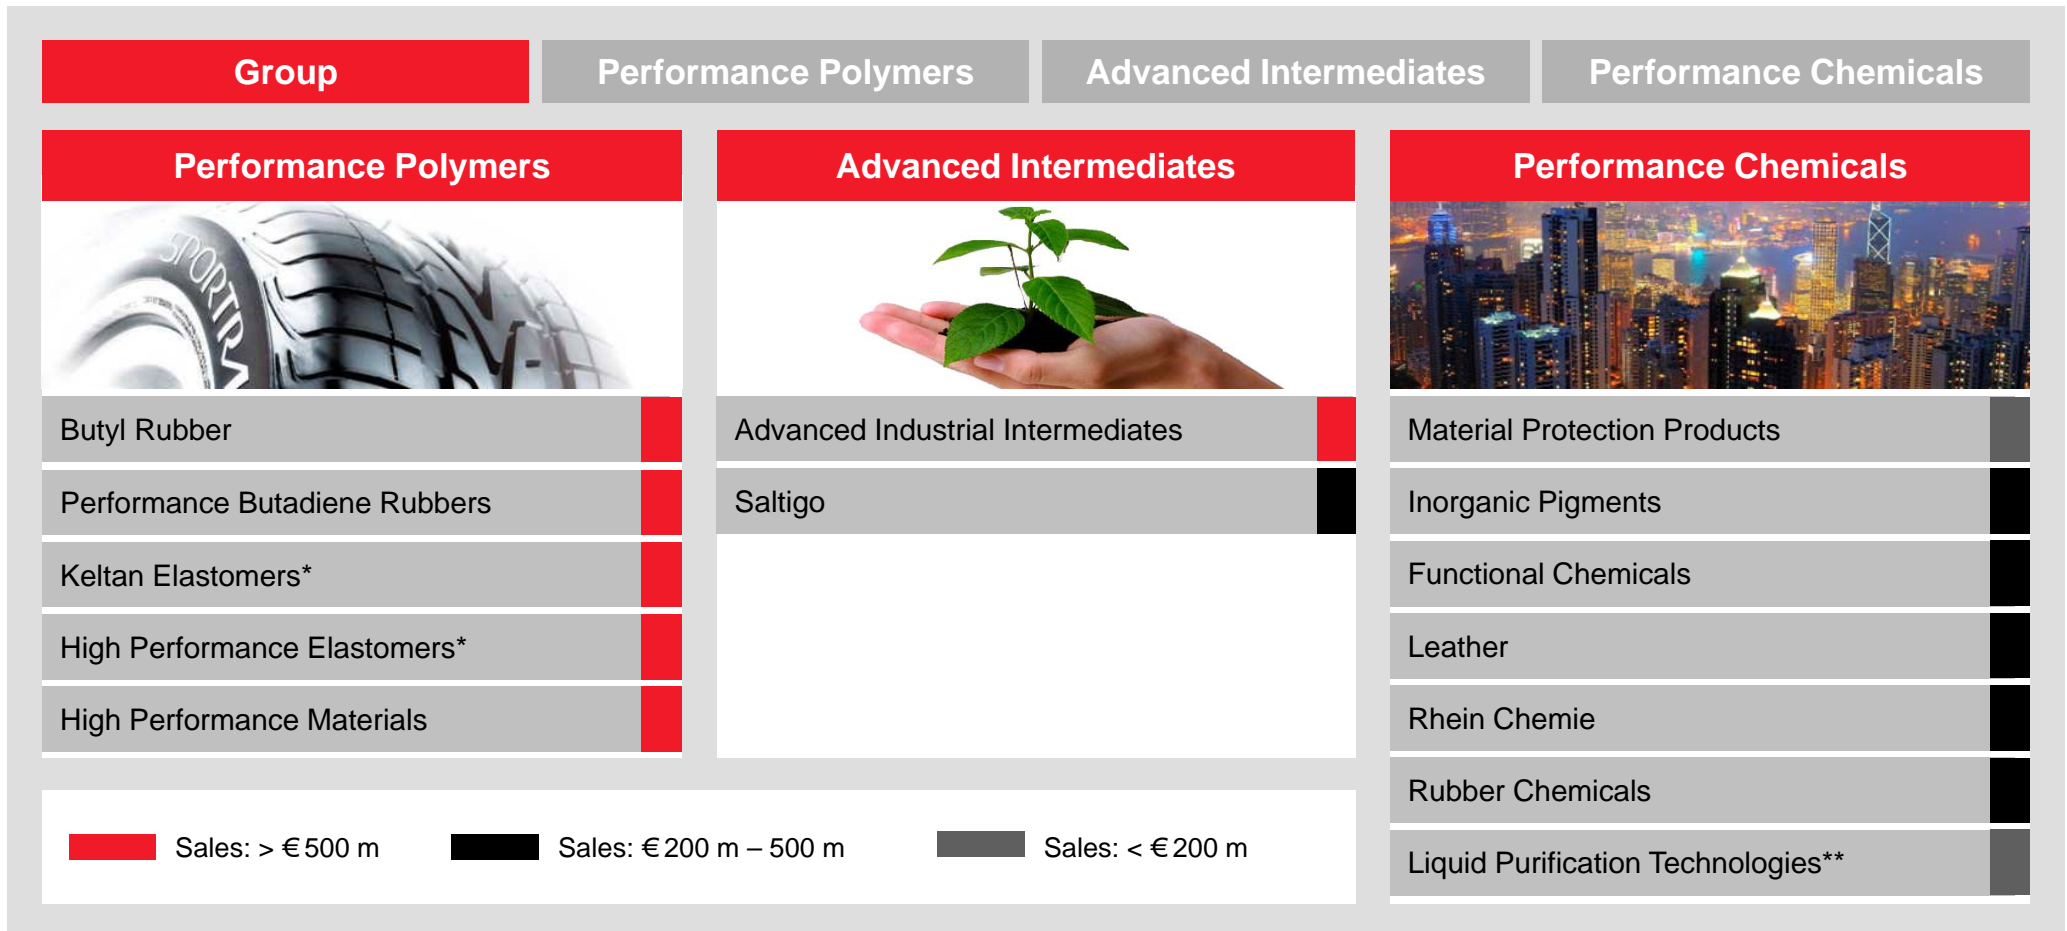 Group
Performance Polymers
Advanced Intermediates
Performance Chemicals
Performance Polymers
SPORTRA
Butyl Rubber
Performance Butadiene Rubbers
Keltan Elastomers*
High Performance Elastomers*
High Performance Materials
Advanced Intermediates
Advanced Industrial Intermediates
Saltigo
Performance Chemicals
Material Protection Products
Inorganic Pigments
Functional Chemicals
Leather
Rhein Chemie
Rubber Chemicals
Liquid Purification Technologies**
Sales: > € 500 m
Sales: € 200 m – 500 m
Sales: < € 200 m